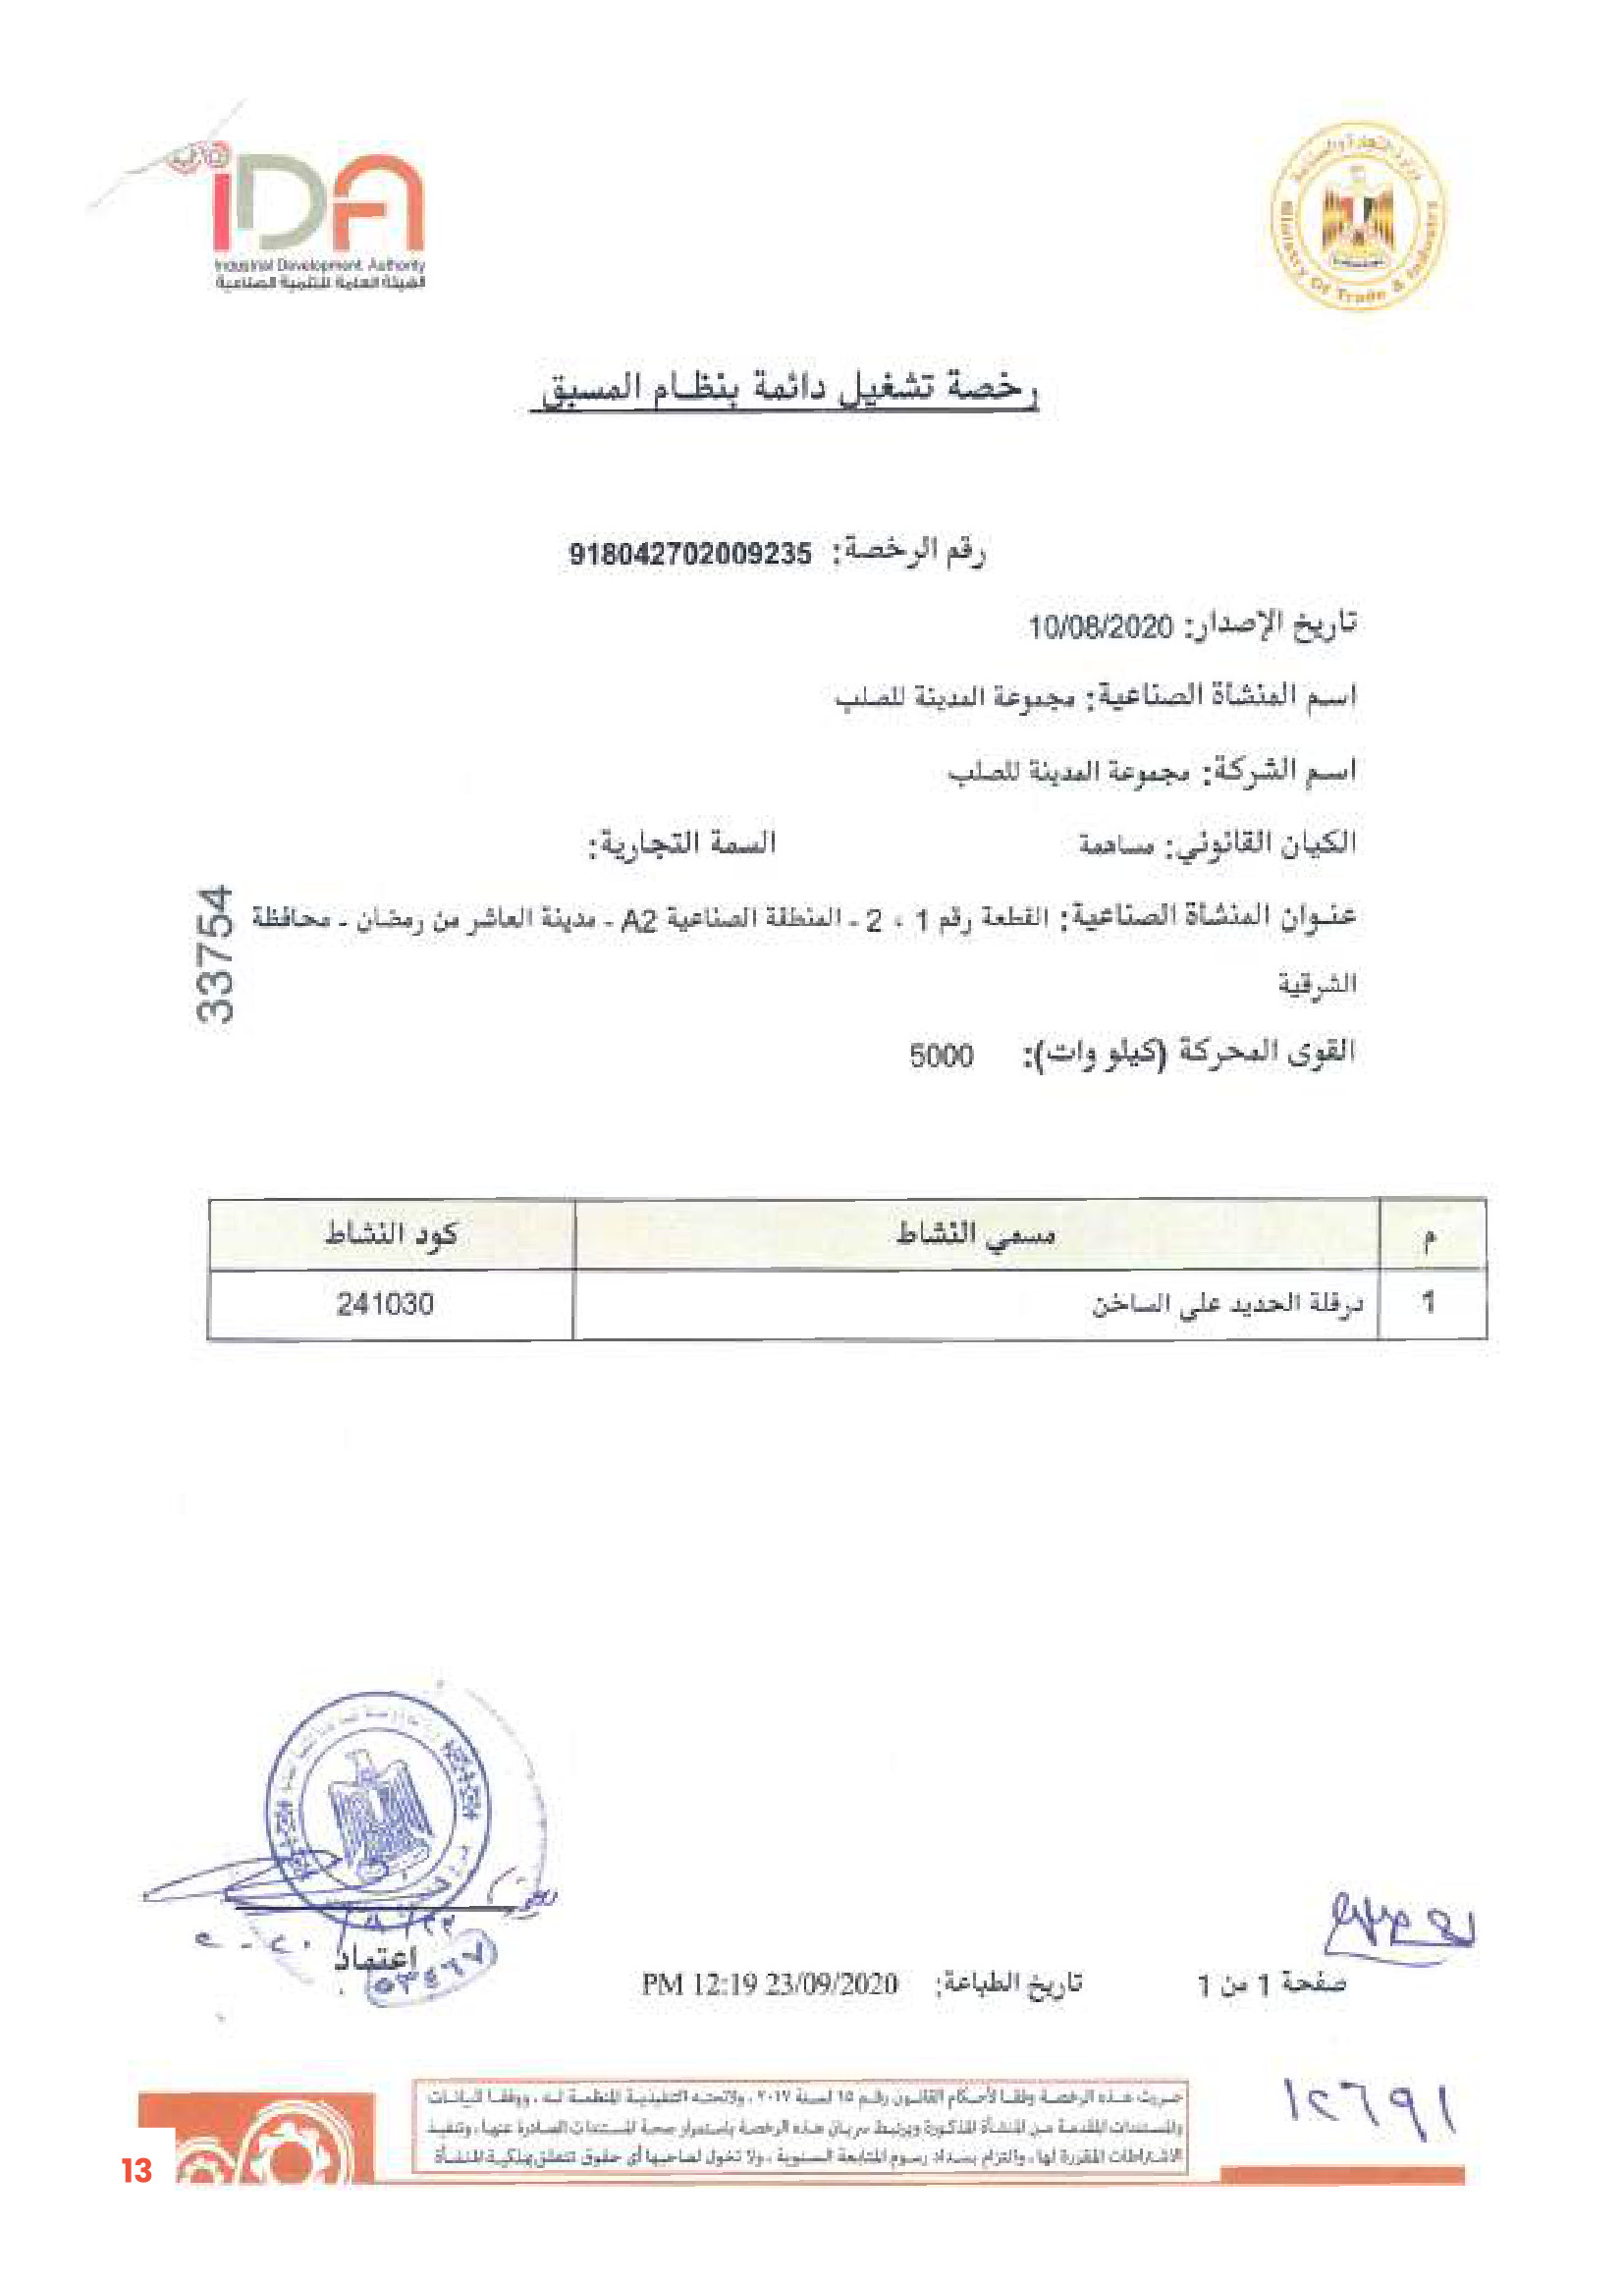 iDA
Industrial Development Authority
الهيئة العامة للتنمية الصناعية
وزارة التجارة والصناعة
Ministry Of Trade & Industry
رخصة تشغيل دائمة بنظام المسبق
رقم الرخصة: 918042702009235
تاريخ الإصدار: 10/08/2020
اسم المنشأة الصناعية: مجموعة المدينة للصلب
اسم الشركة: مجموعة المدينة للصلب
الكيان القانوني: مساهمة السمة التجارية:
عنوان المنشأة الصناعية: القطعة رقم 1 ، 2 - المنطقة الصناعية A2 - مدينة العاشر من رمضان - محافظة
الشرقية
33754
القوى المحركة (كيلو وات): 5000
م مسمي النشاط كود النشاط
1 درفلة الحديد على الساخن 241030
اعتماد
٥٣٤٦٧
صفحة 1 من 1 تاريخ الطباعة: 23/09/2020 12:19 PM
١٢٦٩١
حررت هذه الرخصة وفقا لأحكام القانون رقم ١٥ لسنة ٢٠١٧ ، ولائحته التنفيذية المنظمة له ، ووفقا للبيانات
والمستندات المقدمة من المنشأة المذكورة ويرتبط سريان هذه الرخصة باستمرار صحة المستندات الصادرة عنها ، وتنفيذ
الاشتراطات المقررة لها ، والتزام بسداد رسوم المتابعة السنوية ، ولا تخول لصاحبها أي حقوق تتعلق بملكية المنشأة
13